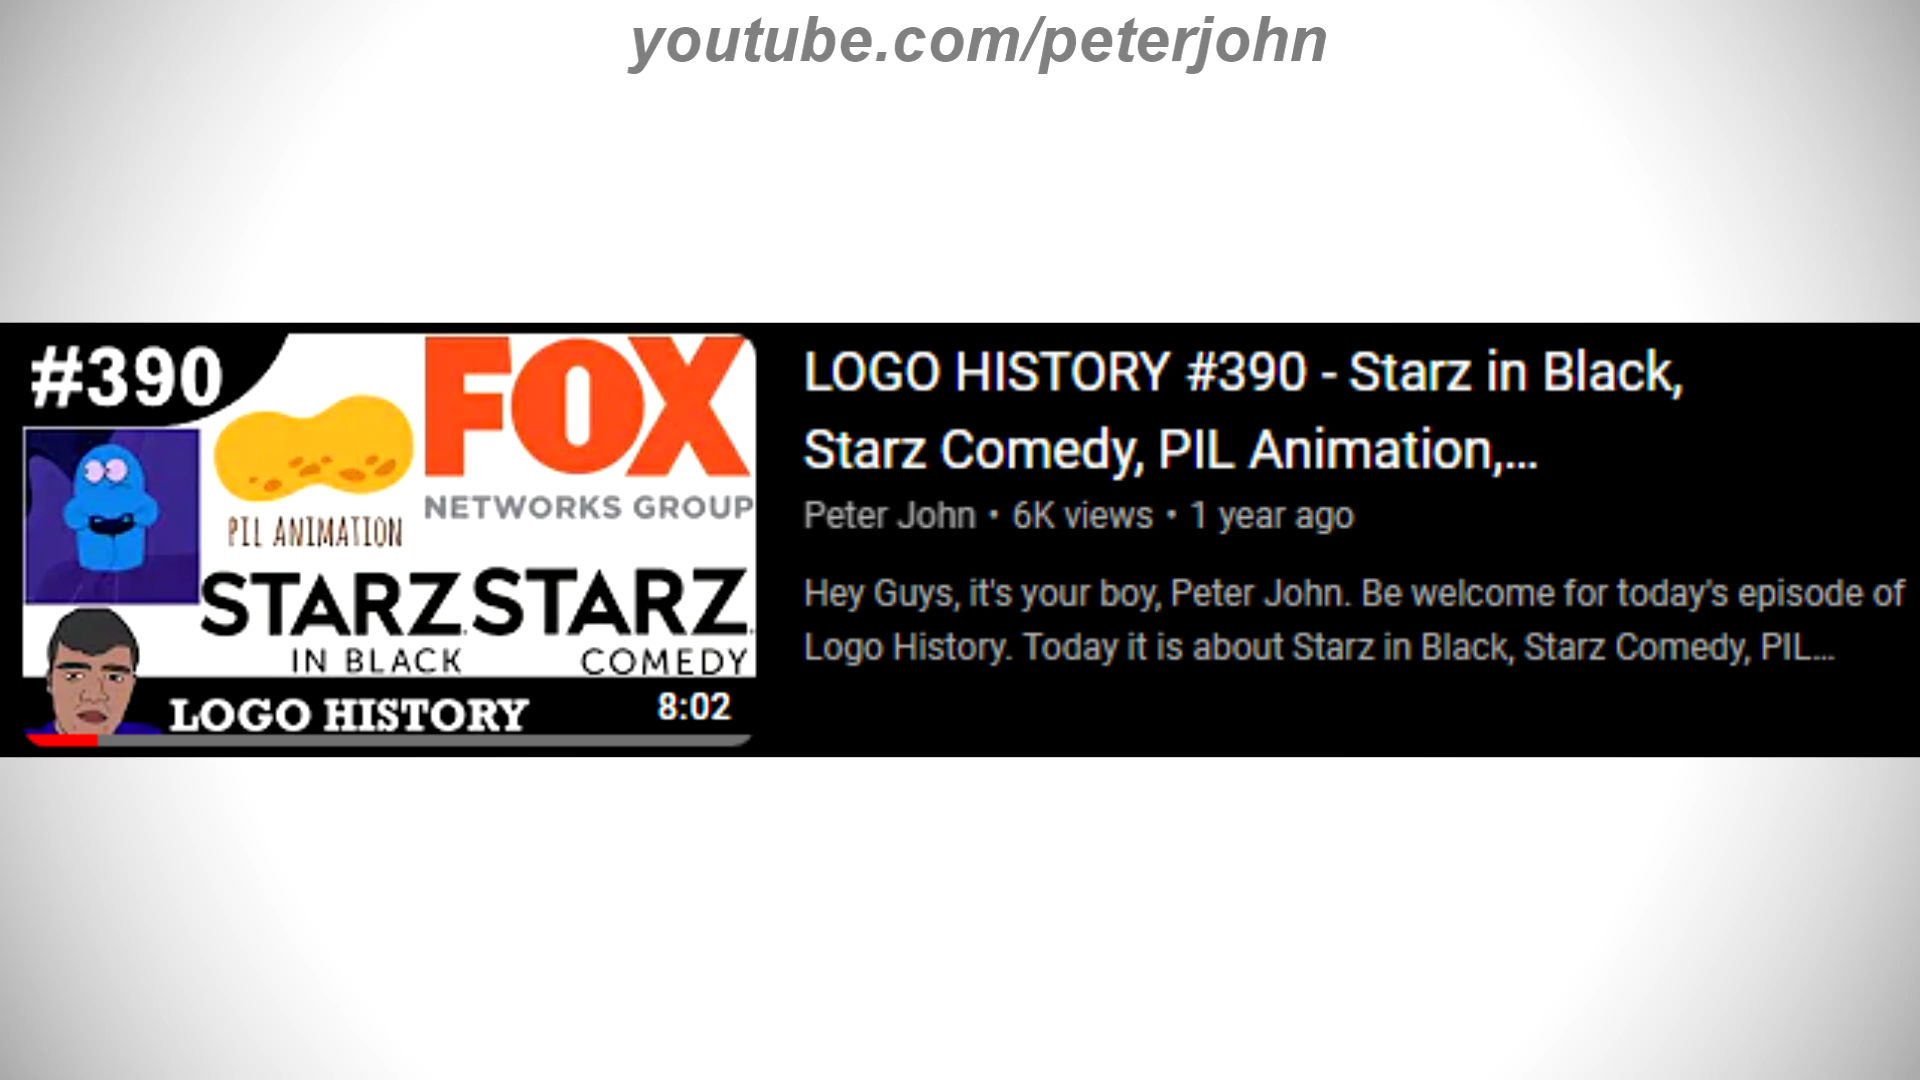 youtube.com/peterjohn
#390
FOX
NETWORKS GROUP
PIL ANIMATION
STARZ
IN BLACK
STARZ
COMEDY
LOGO HISTORY
8:02
LOGO HISTORY #390 - Starz in Black,
Starz Comedy, PIL Animation,...
Peter John • 6K views • 1 year ago
Hey Guys, it's your boy, Peter John. Be welcome for today's episode of
Logo History. Today it is about Starz in Black, Starz Comedy, PIL...